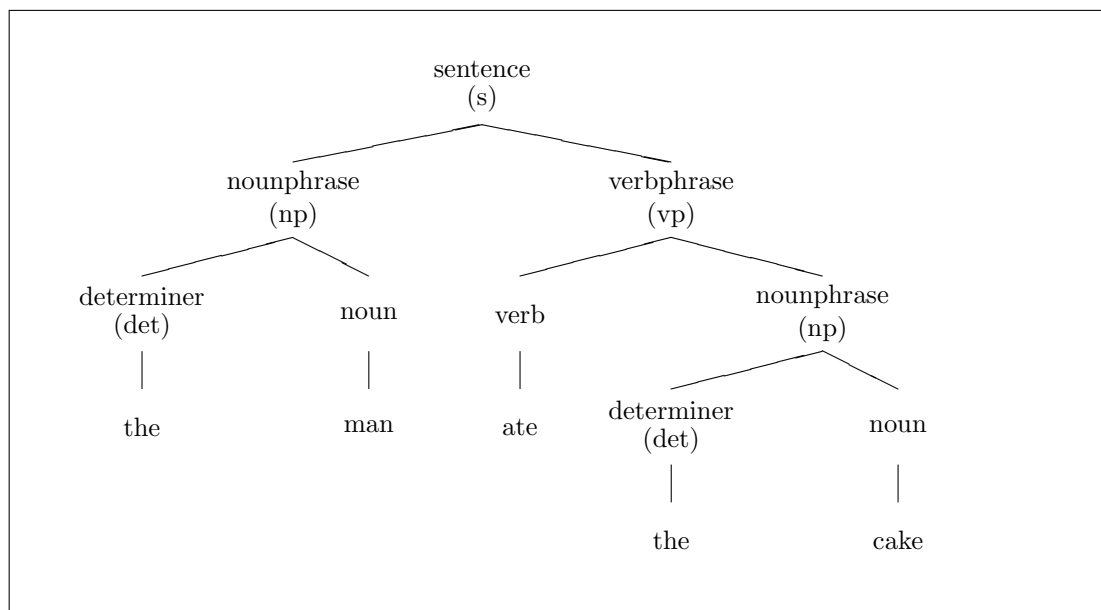 sentence
(s)
nounphrase verbphrase
(np) (vp)
determiner noun verb nounphrase
(det) (np)
the man ate determiner noun
(det)
the cake